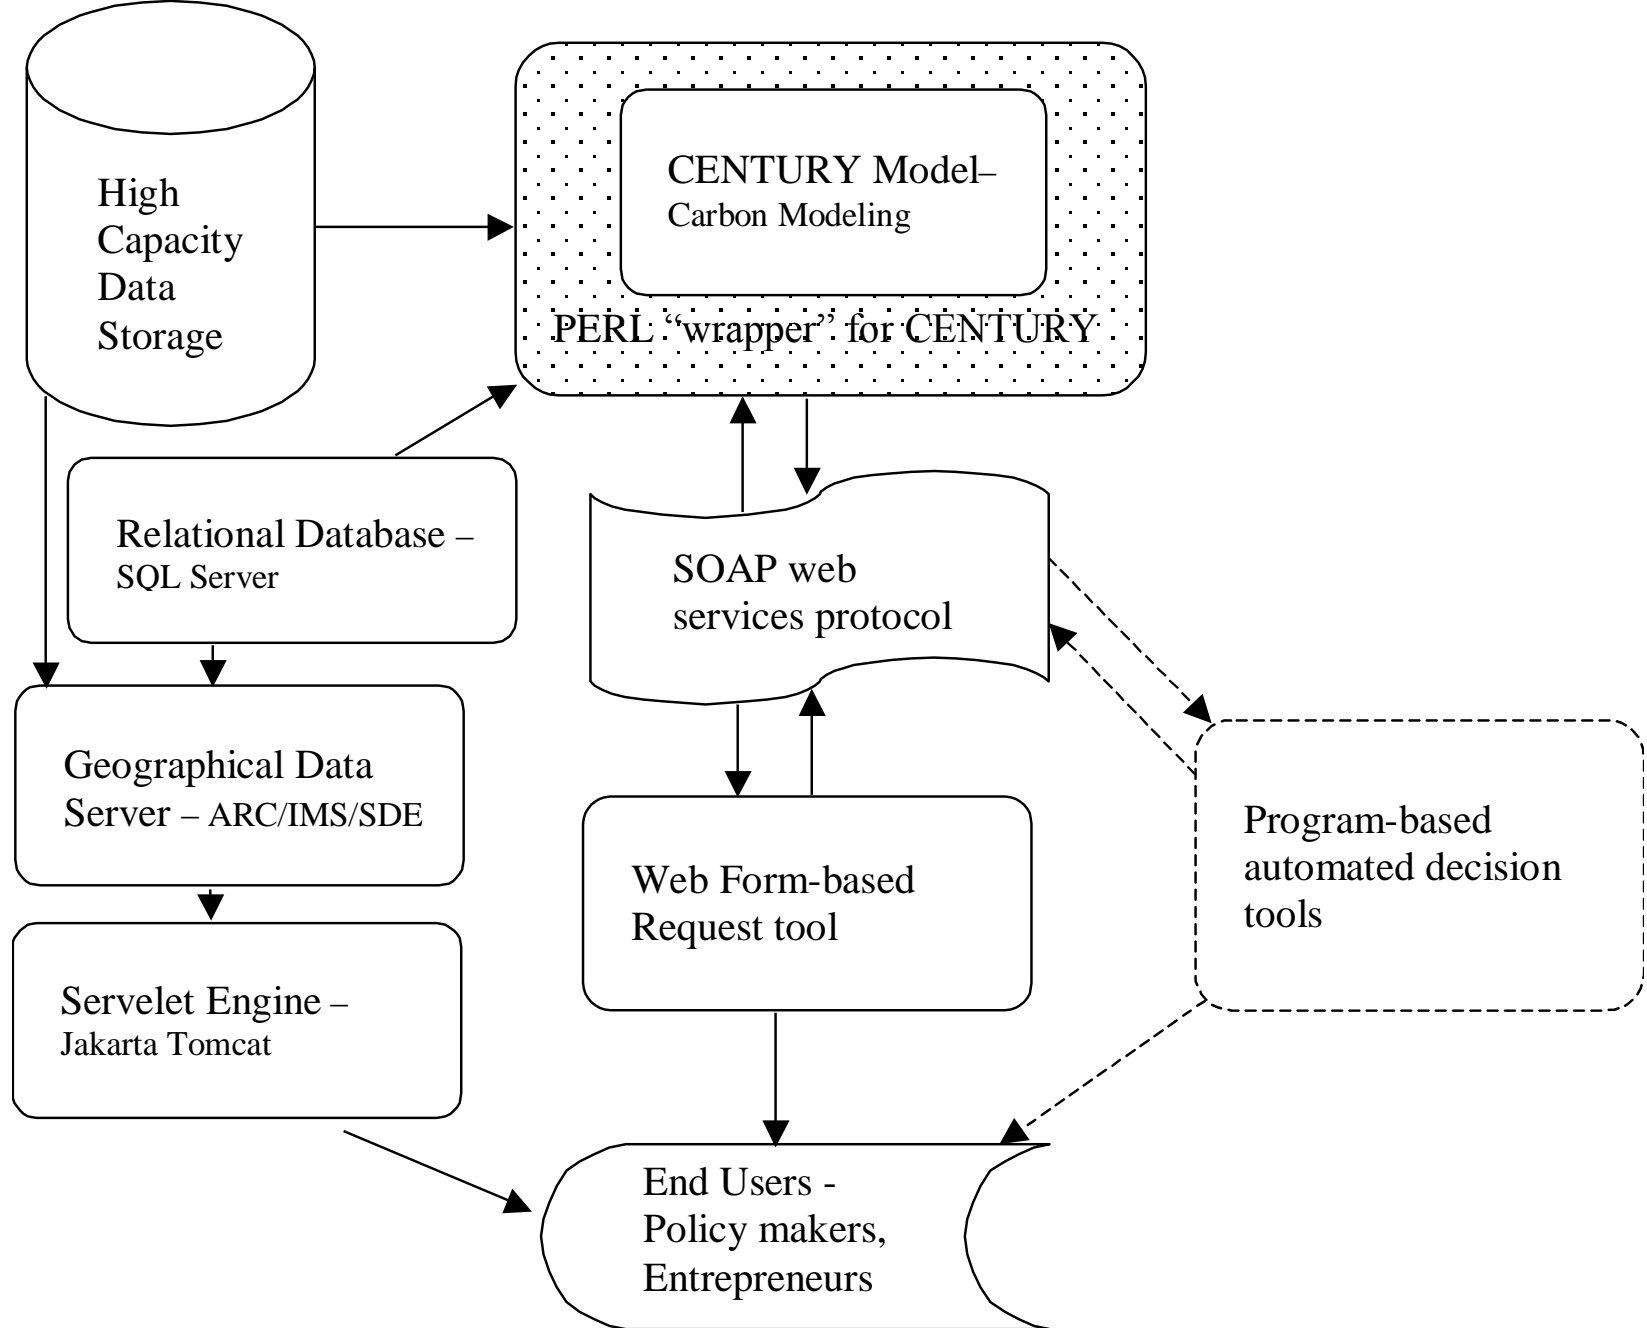 High
Capacity
Data
Storage
CENTURY Model–
Carbon Modeling
PERL “wrapper” for CENTURY
Relational Database –
SQL Server
SOAP web
services protocol
Geographical Data
Server – ARC/IMS/SDE
Web Form-based
Request tool
Program-based
automated decision
tools
Servelet Engine –
Jakarta Tomcat
End Users -
Policy makers,
Entrepreneurs